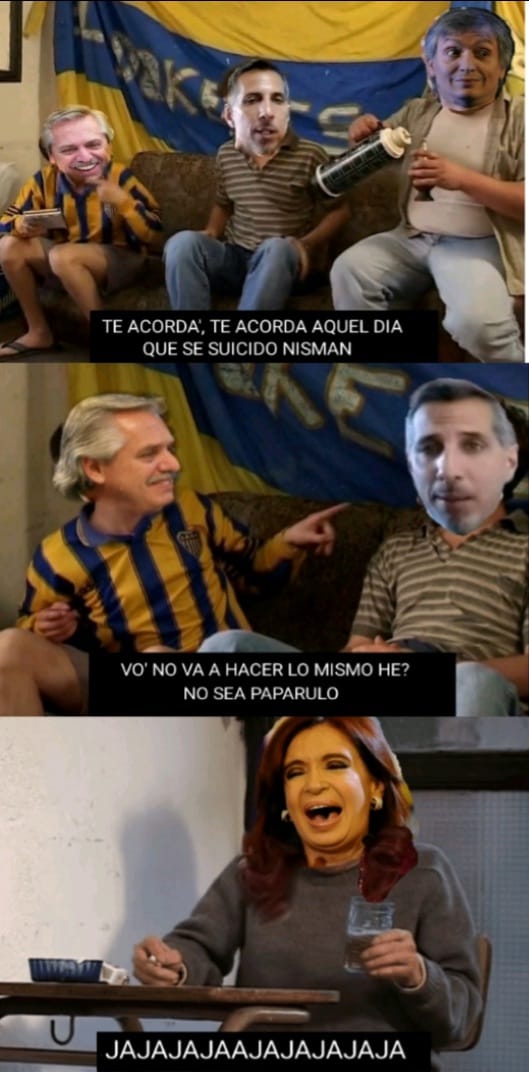 TE ACORDA', TE ACORDA AQUEL DIA
QUE SE SUICIDO NISMAN
VO' NO VA A HACER LO MISMO HE?
NO SEA PAPARULO
JAJAJAJAAJAJAJAJAJA